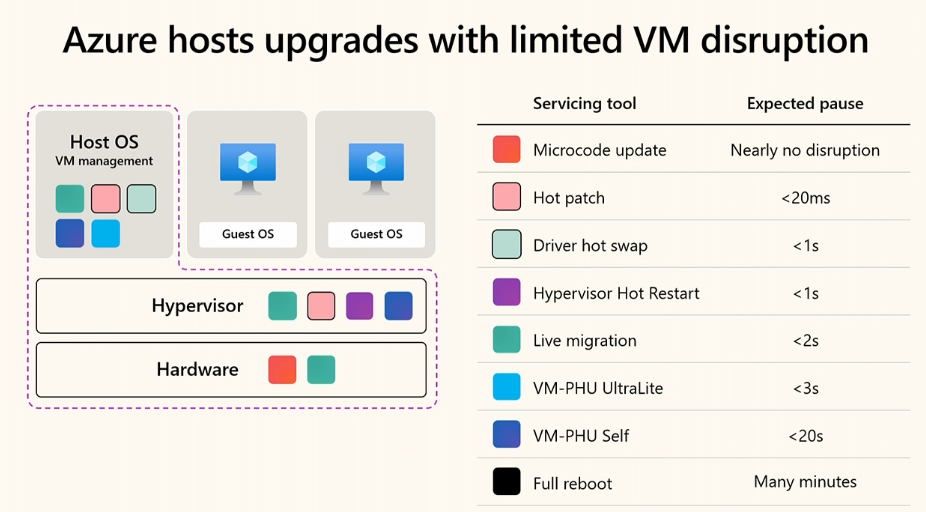 Azure hosts upgrades with limited VM disruption
Host OS
VM management
Guest OS
Guest OS
Hypervisor
Hardware
Servicing tool Expected pause
Microcode update Nearly no disruption
Hot patch <20ms
Driver hot swap <1s
Hypervisor Hot Restart <1s
Live migration <2s
VM-PHU UltraLite <3s
VM-PHU Self <20s
Full reboot Many minutes